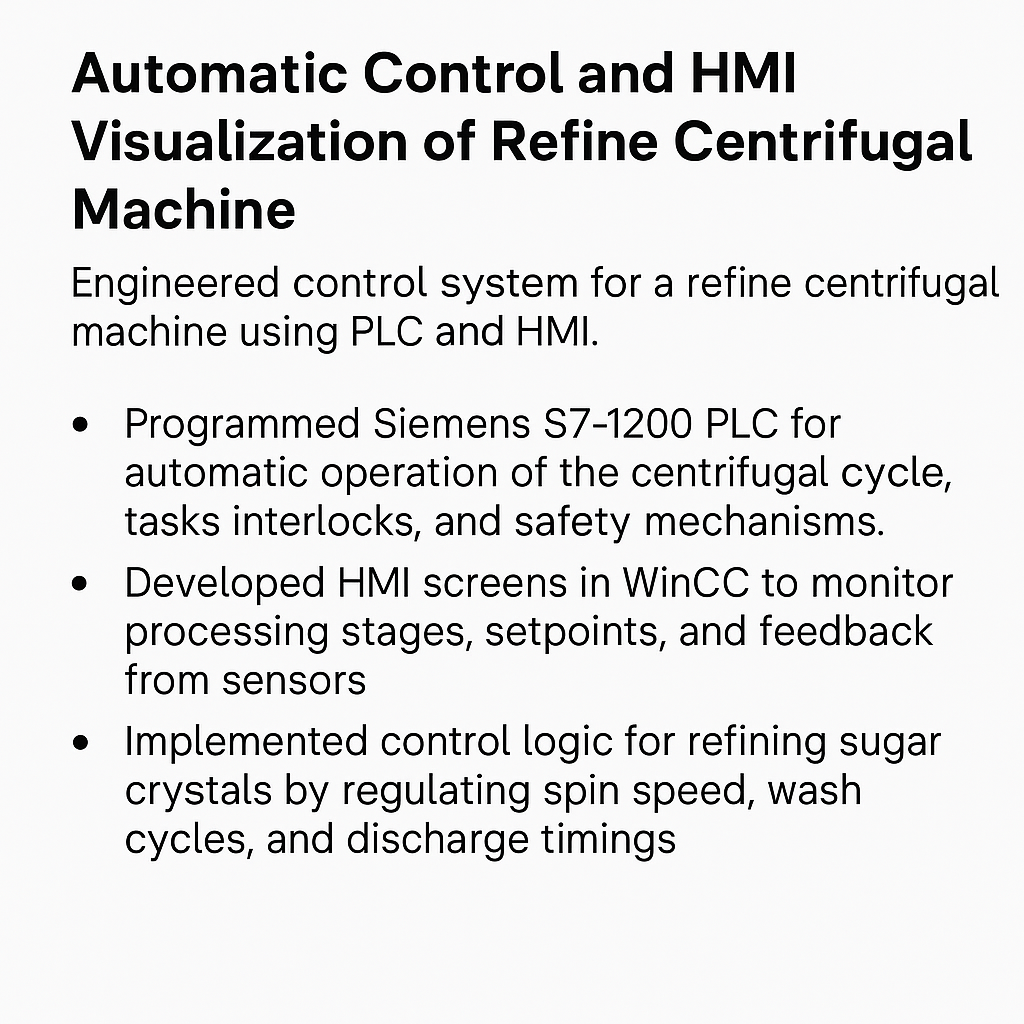 Automatic Control and HMI
Visualization of Refine Centrifugal
Machine
Engineered control system for a refine centrifugal
machine using PLC and HMI.
• Programmed Siemens S7-1200 PLC for
automatic operation of the centrifugal cycle,
tasks interlocks, and safety mechanisms.
• Developed HMI screens in WinCC to monitor
processing stages, setpoints, and feedback
from sensors
• Implemented control logic for refining sugar
crystals by regulating spin speed, wash
cycles, and discharge timings